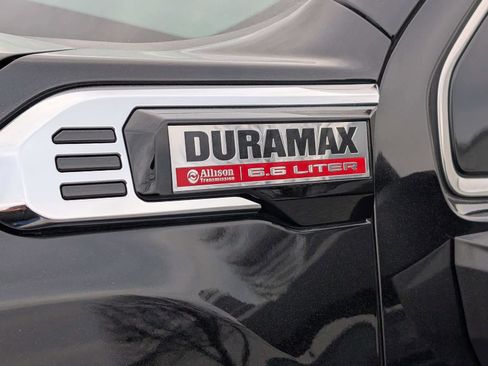 DURAMAX
Allison
Transmission
6.6 LITER